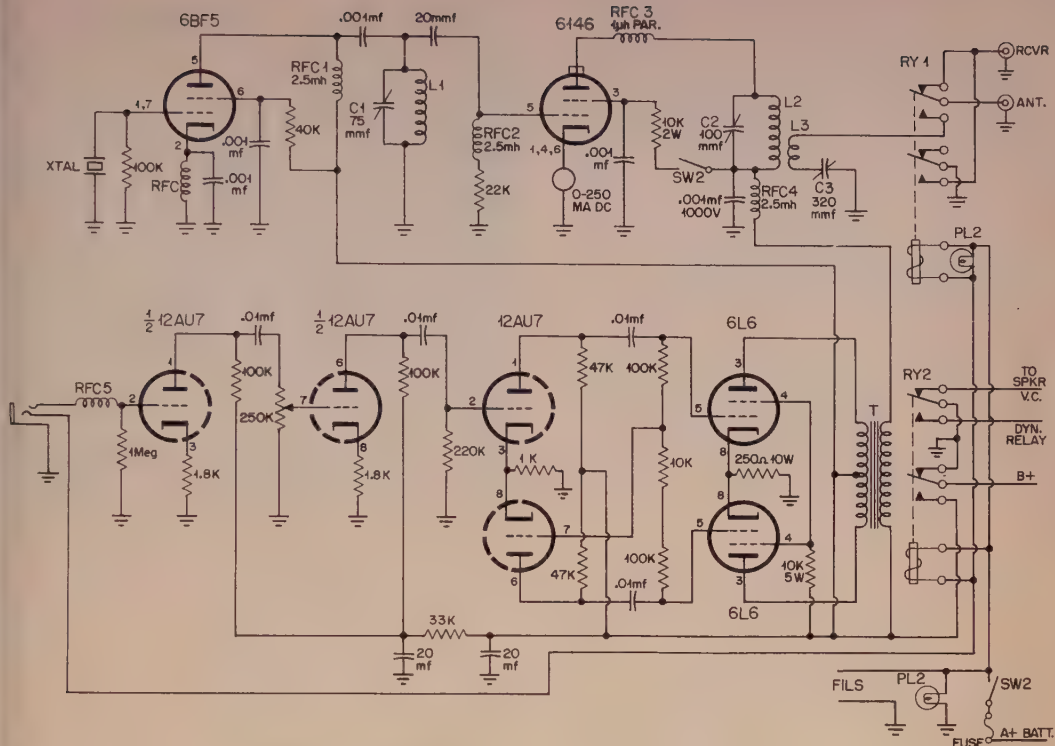 6BF5
.001mf
20mmf
6146
RFC 3
1µh PAR.
RY 1
RCVR
ANT.
5
6
1,7
2
XTAL
100K
RFC
.001
mf
.001
mf
40K
RFC1
2.5mh
C1
75
mmf
L1
RFC2
2.5mh
22K
5
3
1,4,6
0-250
MA DC
.001
mf
10K
2W
SW2
C2
100
mmf
.001mf
1000V
L2
L3
RFC4
2.5mh
C3
320
mmf
PL2
1/2 12AU7
.01mf
1/2 12AU7
.01mf
12AU7
.01mf
6L6
RFC5
1
2
3
1Meg
1.8K
100K
250K
6
7
8
1.8K
100K
220K
1
2
3
1K
8
7
6
47K
47K
100K
10K
100K
.01mf
3
4
5
8
250Ω 10W
8
5
4
3
10K
5W
6L6
T
RY2
TO
SPKR
V.C.
DYN.
RELAY
B+
33K
20
mf
20
mf
FILS
PL2
SW2
FUSE
A+ BATT.